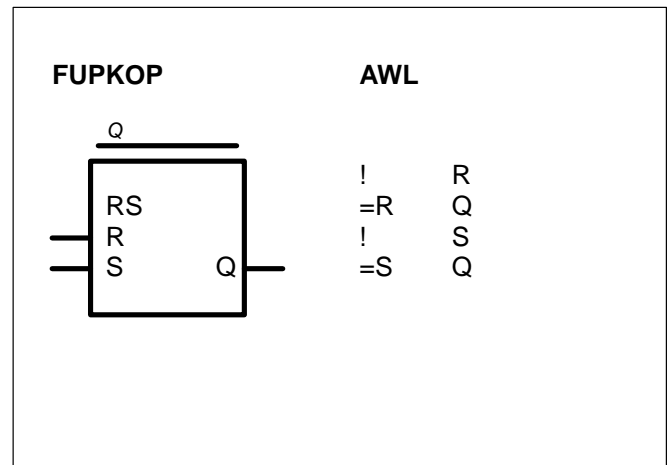 FUPKOP AWL
Q
! R
RS =R Q
R ! S
S Q =S Q